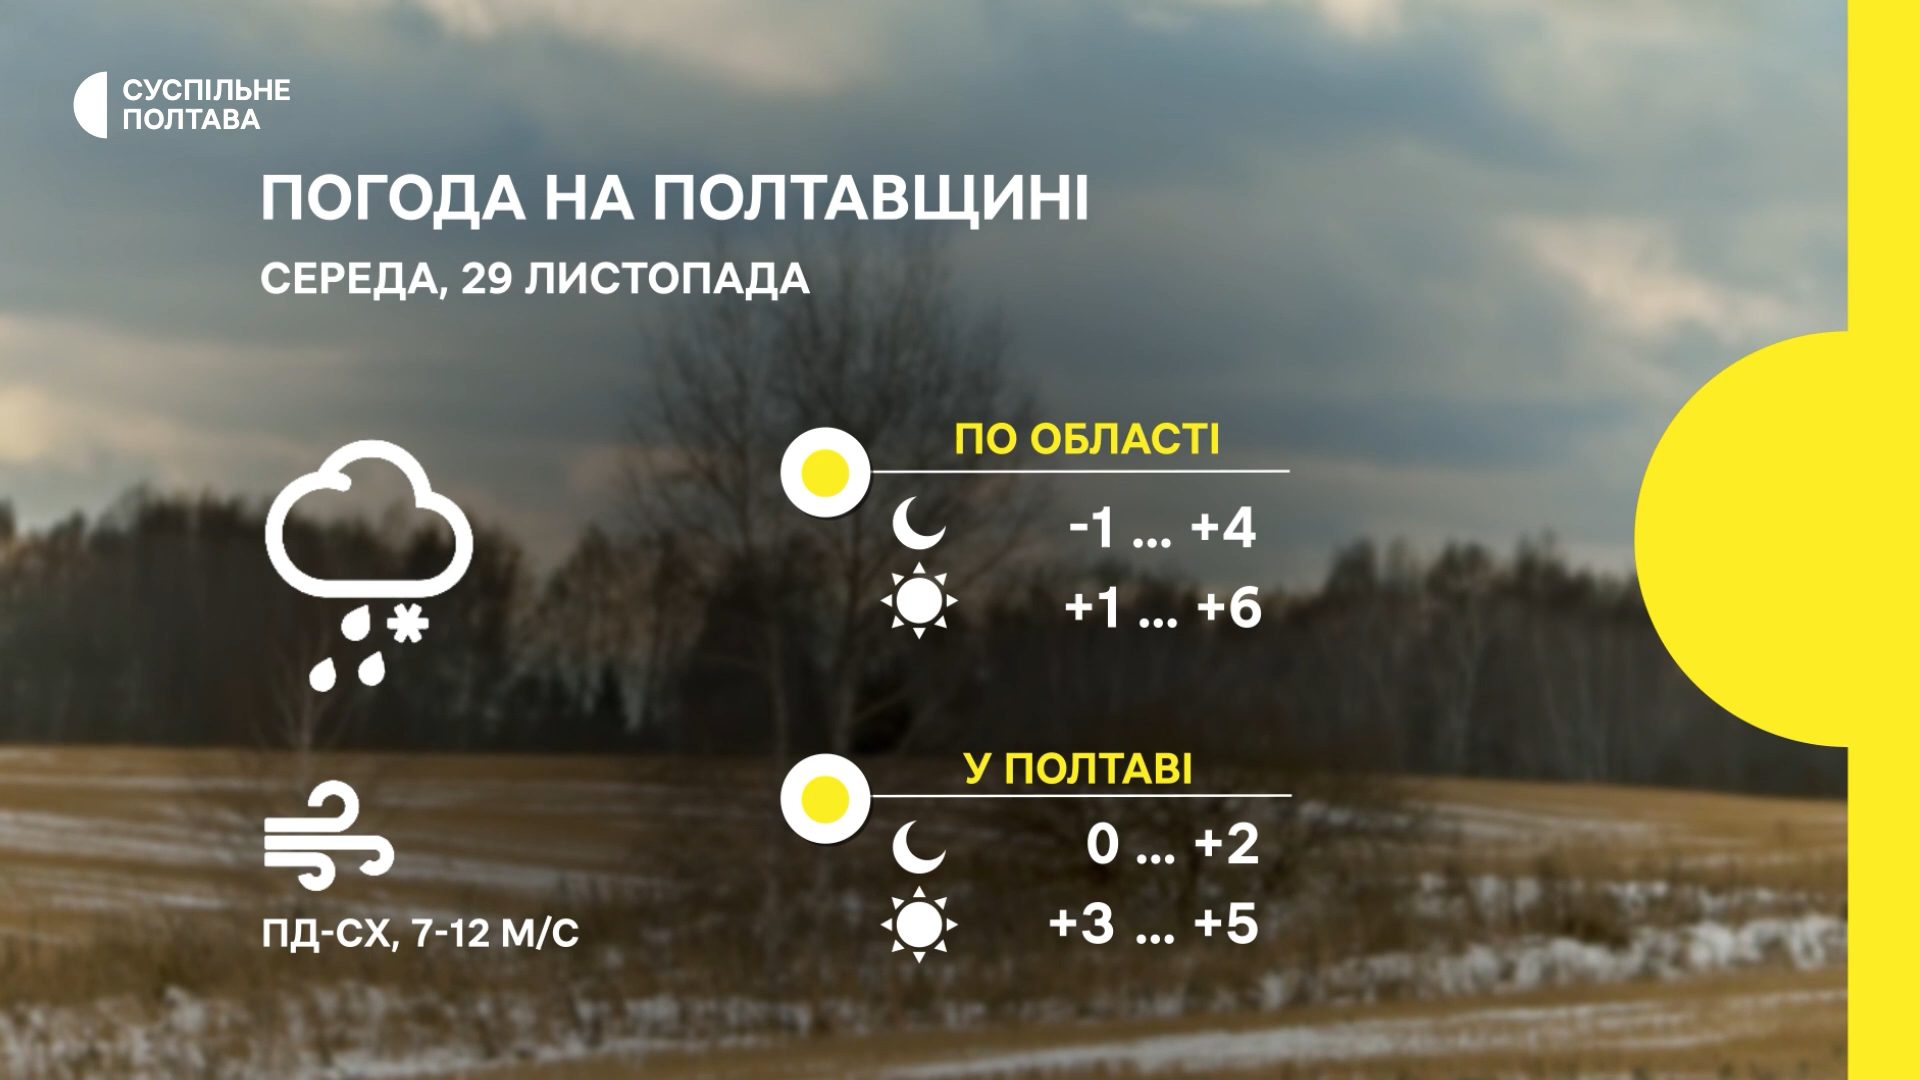 СУСПІЛЬНЕ
ПОЛТАВА
ПОГОДА НА ПОЛТАВЩИНІ
СЕРЕДА, 29 ЛИСТОПАДА
ПО ОБЛАСТІ
-1 ... +4
+1 ... +6
У ПОЛТАВІ
0 ... +2
+3 ... +5
ПД-СХ, 7-12 М/С